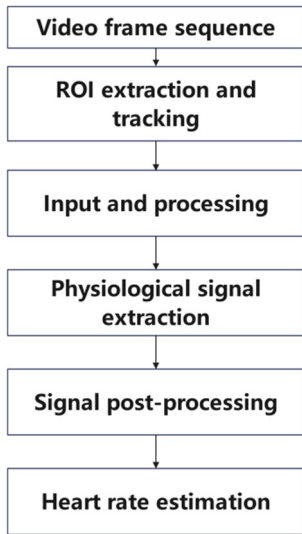 Video frame sequence
ROI extraction and
tracking
Input and processing
Physiological signal
extraction
Signal post-processing
Heart rate estimation